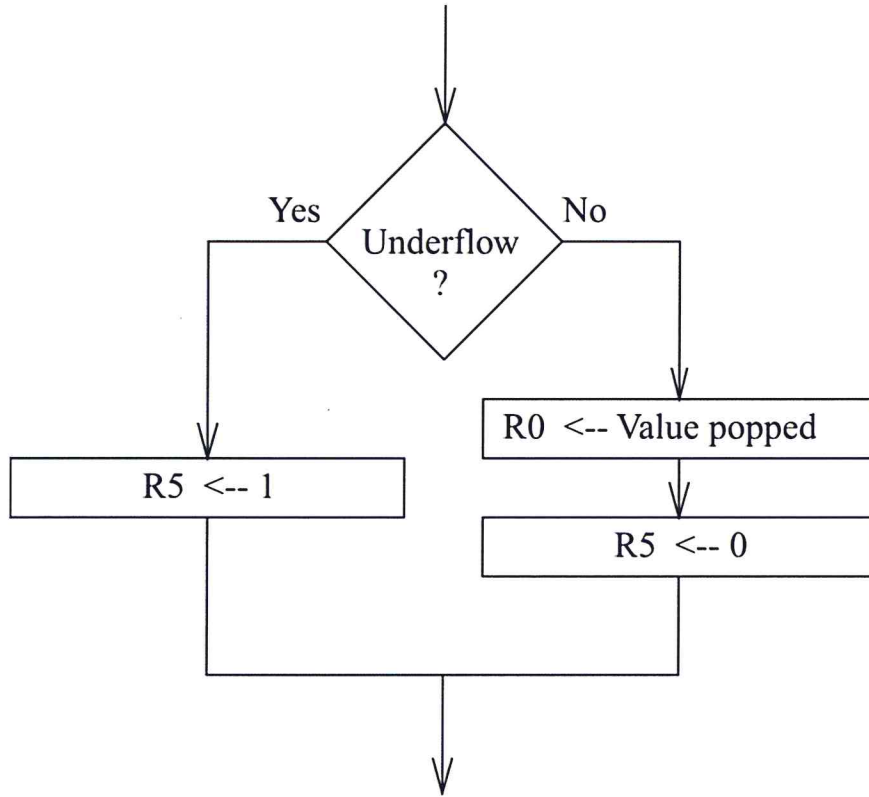 Yes
No
Underflow
?
R0 <-- Value popped
R5 <-- 1
R5 <-- 0